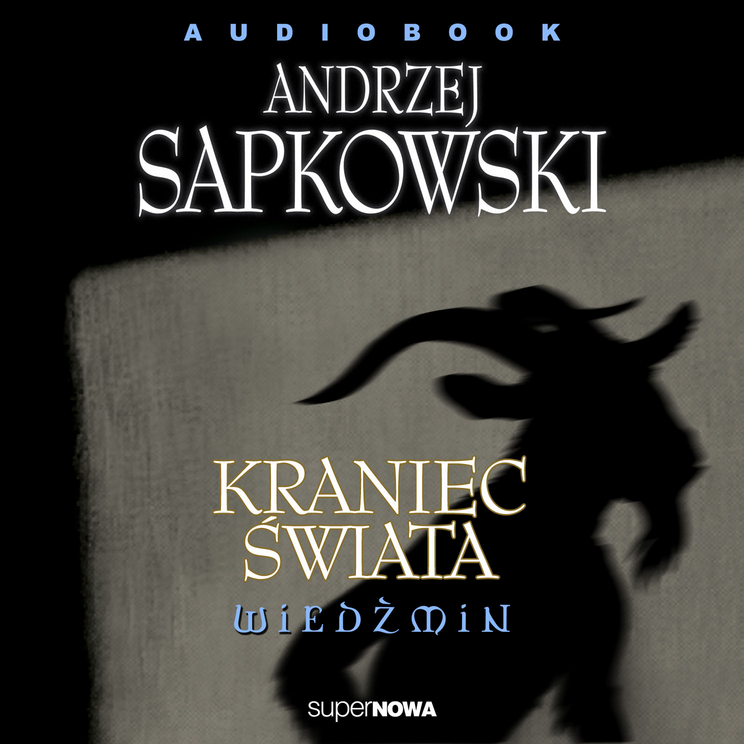 AUDIOBOOK
ANDRZEJ
SAPKOWSKI
KRANIEC
ŚWIATA
WiEDŹMiN
superNOWA